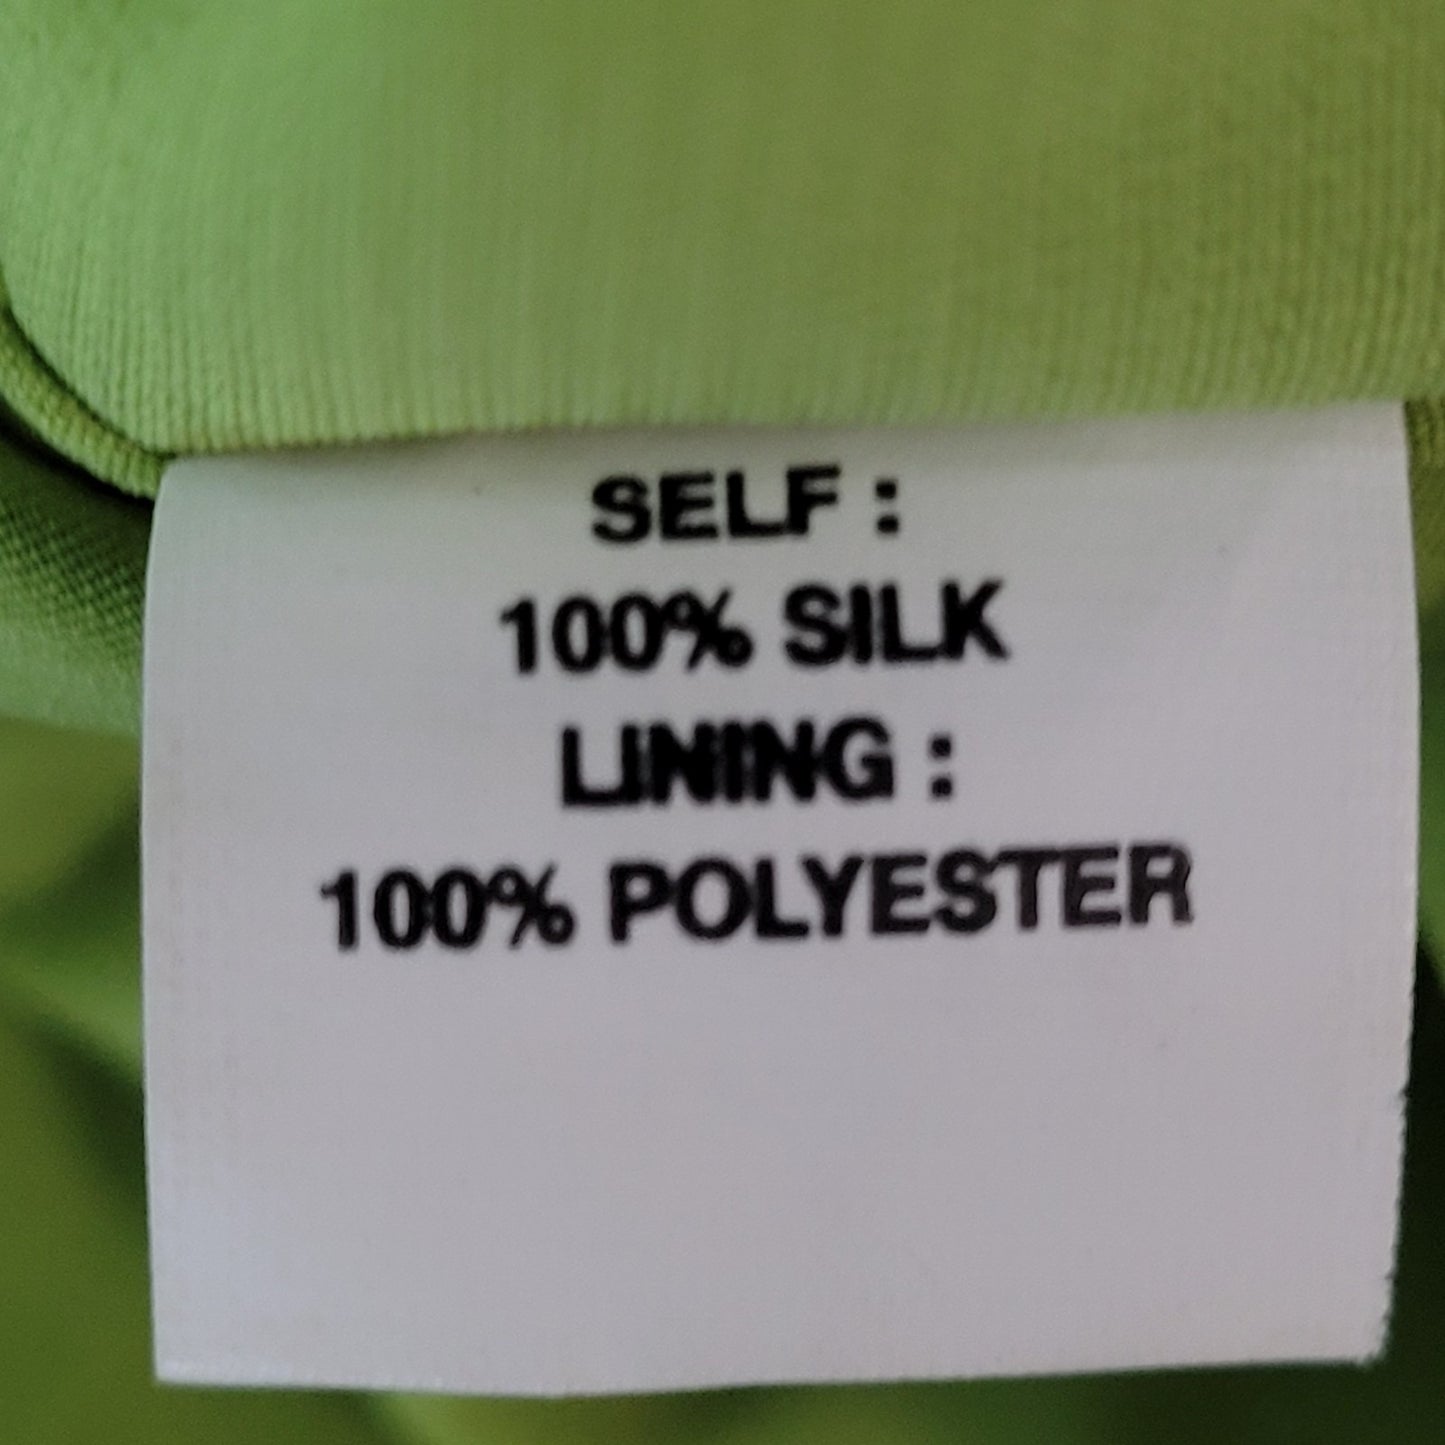 SELF :
100% SILK
LINING :
100% POLYESTER